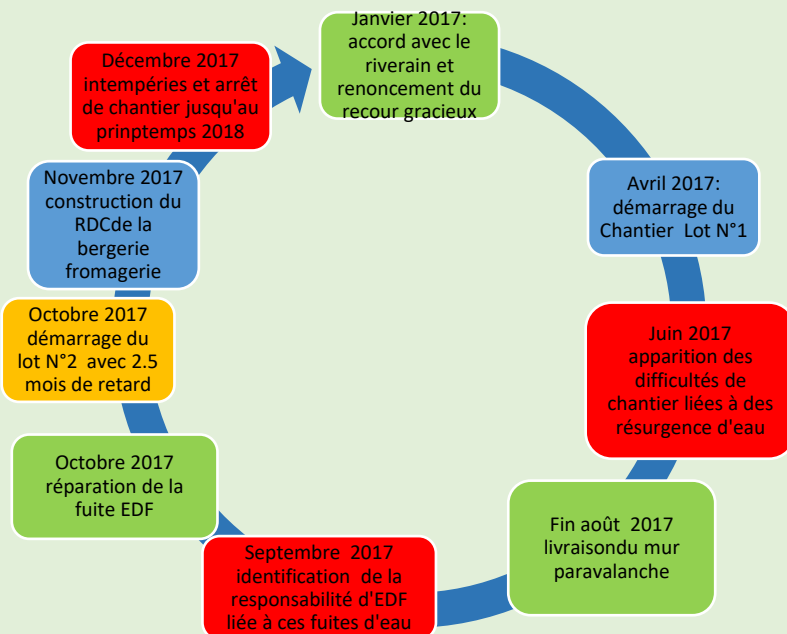 Janvier 2017:
accord avec le
riverain et
renoncement du
recour gracieux
Avril 2017:
démarrage du
Chantier Lot N°1
Juin 2017
apparition des
difficultés de
chantier liées à des
résurgence d'eau
Fin août 2017
livraisondu mur
paravalanche
Septembre 2017
identification de la
responsabilité d'EDF
liée à ces fuites d'eau
Octobre 2017
réparation de la
fuite EDF
Octobre 2017
démarrage du
lot N°2 avec 2.5
mois de retard
Novembre 2017
construction du
RDCde la
bergerie
fromagerie
Décembre 2017
intempéries et arrêt
de chantier jusqu'au
prinptemps 2018